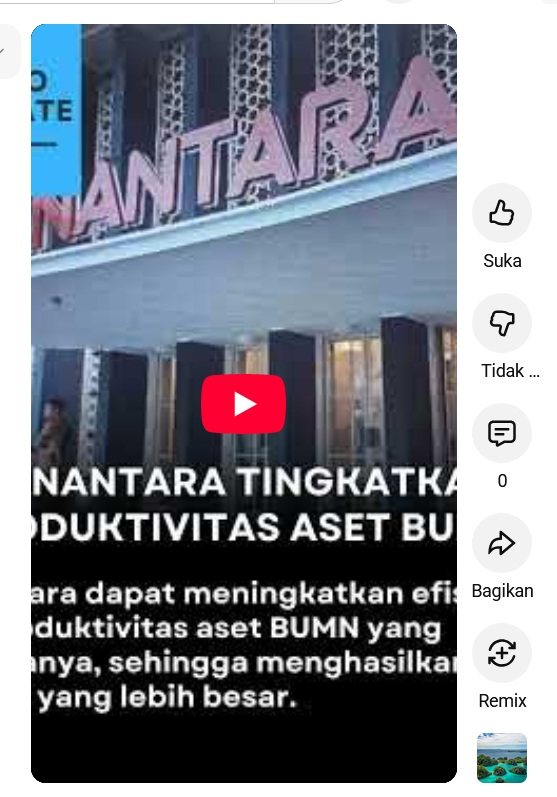 O
ATE
NANTARA
NANTARA TINGKATKA
ODUKTIVITAS ASET BU
ara dapat meningkatkan efis
oduktivitas aset BUMN yang
anya, sehingga menghasilkan
yang lebih besar.
Suka
Tidak ...
0
Bagikan
Remix